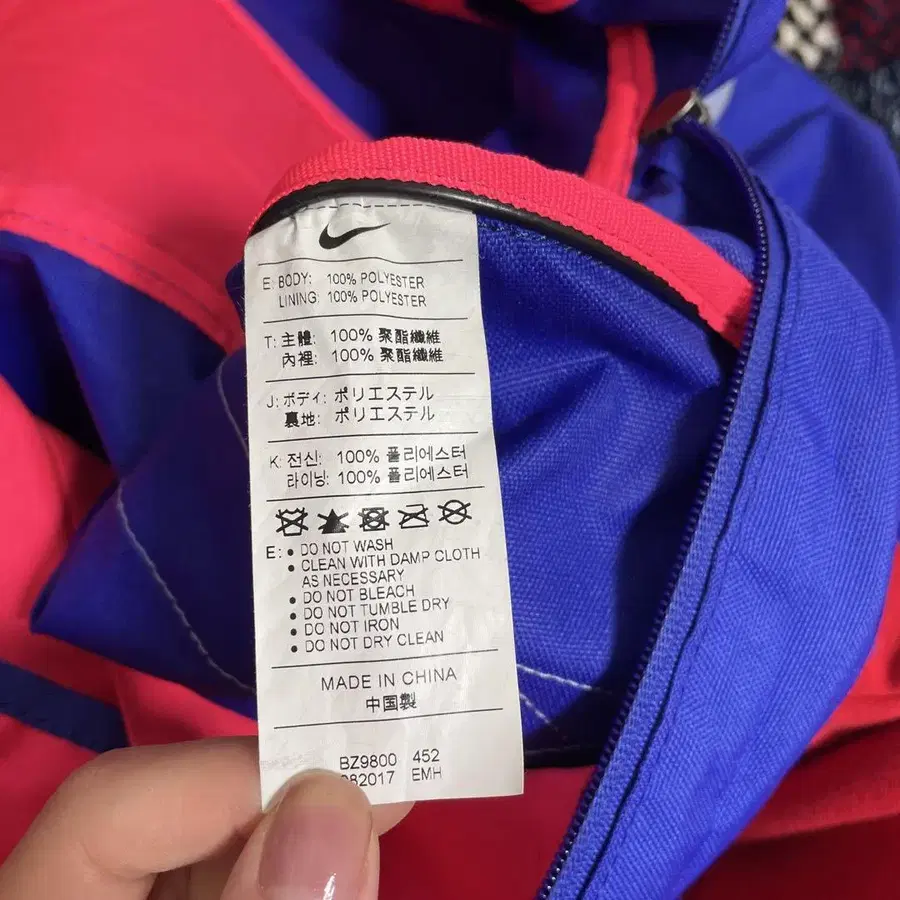 E: BODY: 100% POLYESTER
LINING: 100% POLYESTER
T: 主體: 100% 聚酯纖維
內裡: 100% 聚酯纖維
J: ボディ: ポリエステル
裏地: ポリエステル
K: 전신: 100% 폴리에스터
라이닝: 100% 폴리에스터
E: • DO NOT WASH
• CLEAN WITH DAMP CLOTH
AS NECESSARY
• DO NOT BLEACH
• DO NOT TUMBLE DRY
• DO NOT IRON
• DO NOT DRY CLEAN
MADE IN CHINA
中国製
BZ9800 452
082017 EMH